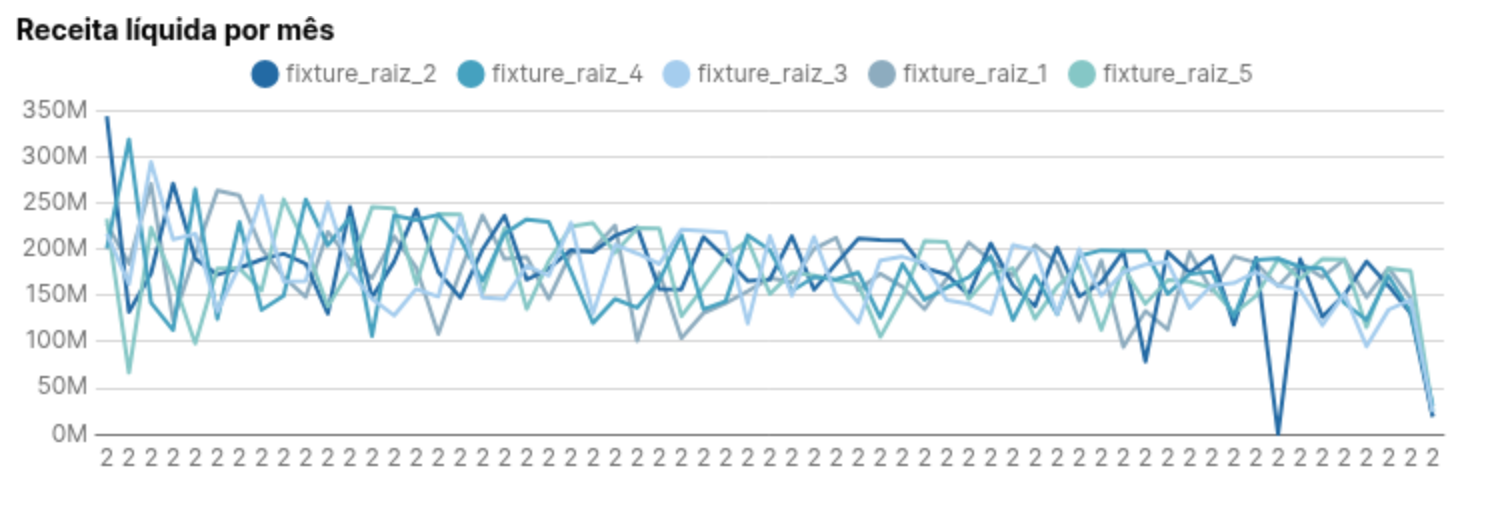 Receita líquida por mês
fixture_raiz_2 fixture_raiz_4 fixture_raiz_3 fixture_raiz_1 fixture_raiz_5
350M
300M
250M
200M
150M
100M
50M
0M
2 2 2 2 2 2 2 2 2 2 2 2 2 2 2 2 2 2 2 2 2 2 2 2 2 2 2 2 2 2 2 2 2 2 2 2 2 2 2 2 2 2 2 2 2 2 2 2 2 2 2 2 2 2 2 2 2 2 2 2 2